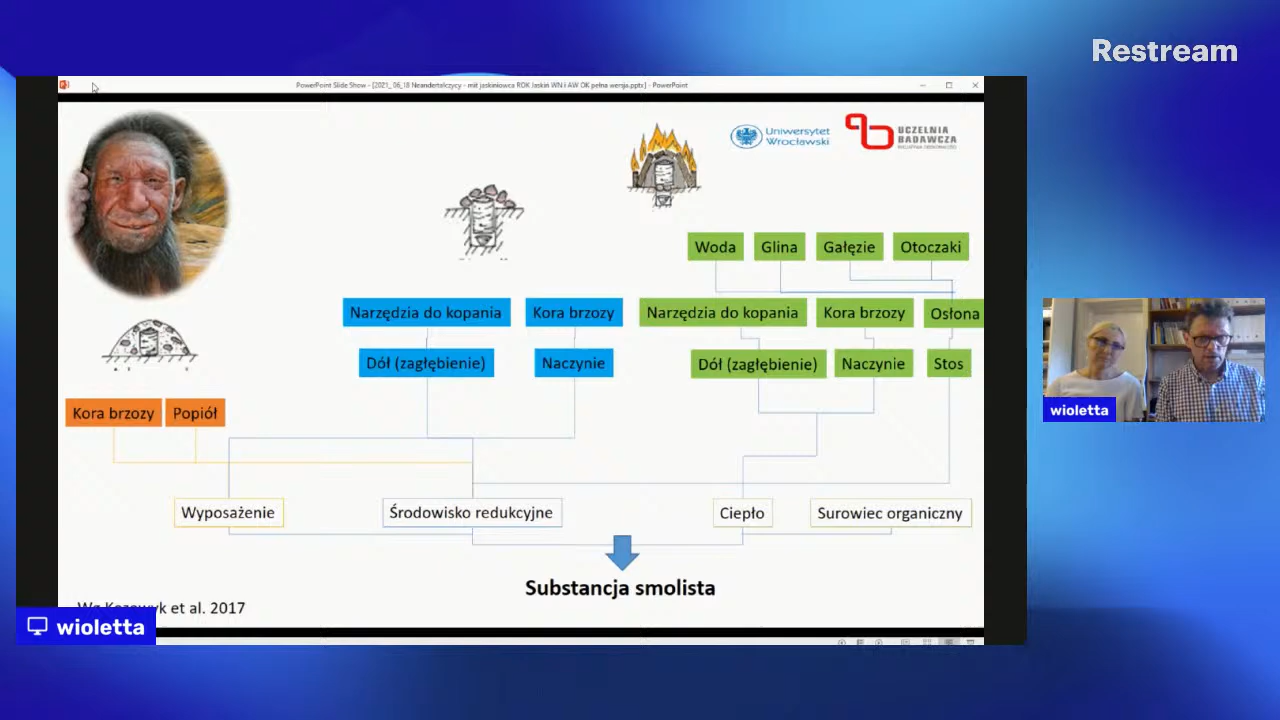 Restream
PowerPoint Slide Show - [2021_ 06_18 Neandertalczycy - mit jaskiniowca ROK Jaskin WN i AW OK pełna wersja.pptx] - PowerPoint
Uniwersytet
Wrocławski
UCZELNIA
BADAWCZA
Woda Glina Gałęzie Otoczaki
Narzędzia do kopania Kora brzozy Narzędzia do kopania Kora brzozy Osłona
Dół (zagłębienie) Naczynie Dół (zagłębienie) Naczynie Stos
Kora brzozy Popiół
Wyposażenie Środowisko redukcyjne Ciepło Surowiec organiczny
Substancja smolista
et al. 2017
wioletta
wioletta